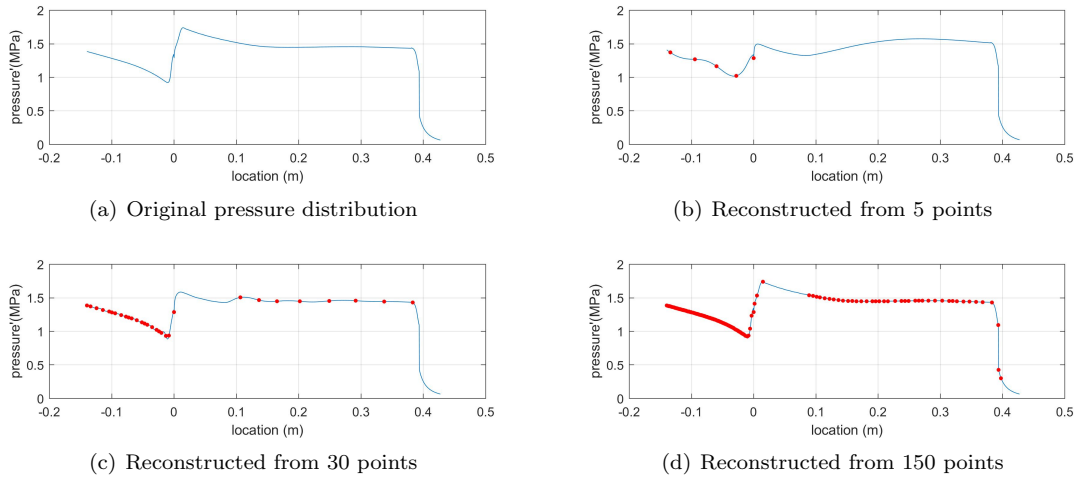 2
1.5
1
0.5
0
pressure'(MPa)
-0.2 -0.1 0 0.1 0.2 0.3 0.4 0.5
location (m)
(a) Original pressure distribution
2
1.5
1
0.5
0
pressure'(MPa)
-0.2 -0.1 0 0.1 0.2 0.3 0.4 0.5
location (m)
(b) Reconstructed from 5 points
2
1.5
1
0.5
0
pressure'(MPa)
-0.2 -0.1 0 0.1 0.2 0.3 0.4 0.5
location (m)
(c) Reconstructed from 30 points
2
1.5
1
0.5
0
pressure'(MPa)
-0.2 -0.1 0 0.1 0.2 0.3 0.4 0.5
location (m)
(d) Reconstructed from 150 points